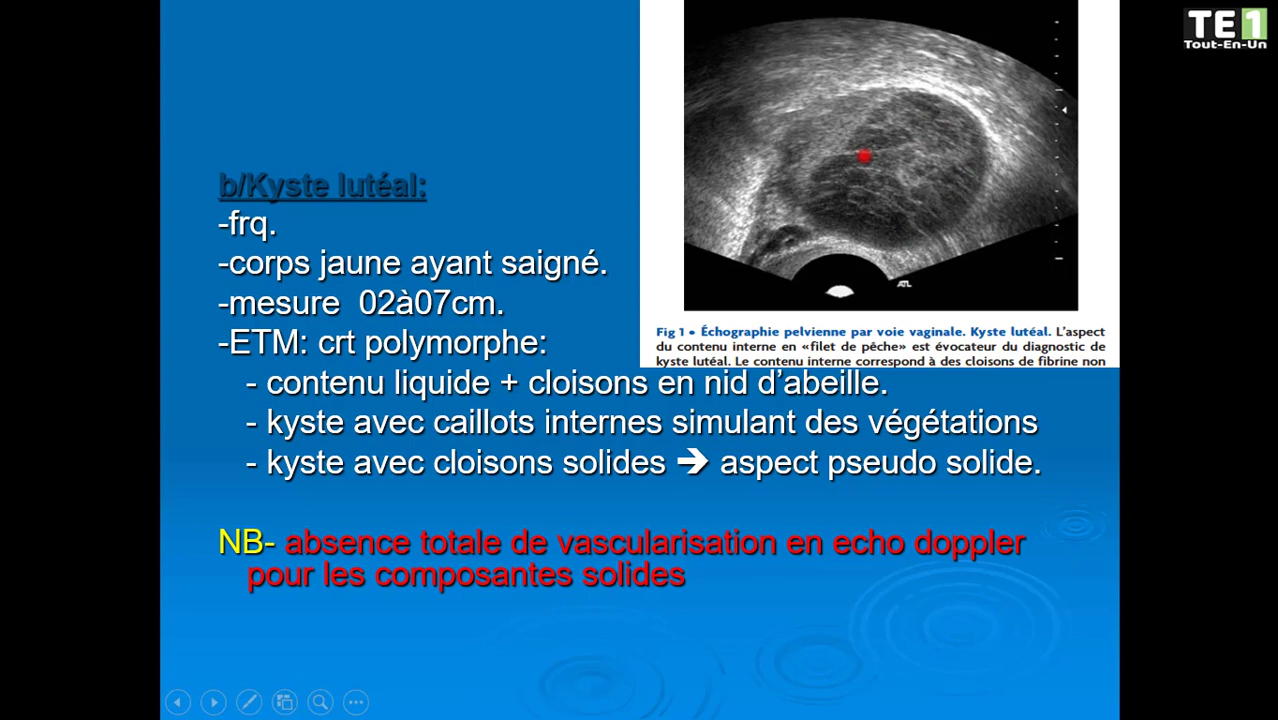 TE1
Tout-En-Un
b/Kyste lutéal:
-frq.
-corps jaune ayant saigné.
-mesure 02à07cm.
-ETM: crt polymorphe:
- contenu liquide + cloisons en nid d’abeille.
- kyste avec caillots internes simulant des végétations
- kyste avec cloisons solides ➔ aspect pseudo solide.
NB- absence totale de vascularisation en echo doppler
pour les composantes solides
ATL
Fig 1 • Échographie pelvienne par voie vaginale. Kyste lutéal. L’aspect
du contenu interne en «filet de pêche» est évocateur du diagnostic de
kyste lutéal. Le contenu interne correspond à des cloisons de fibrine non